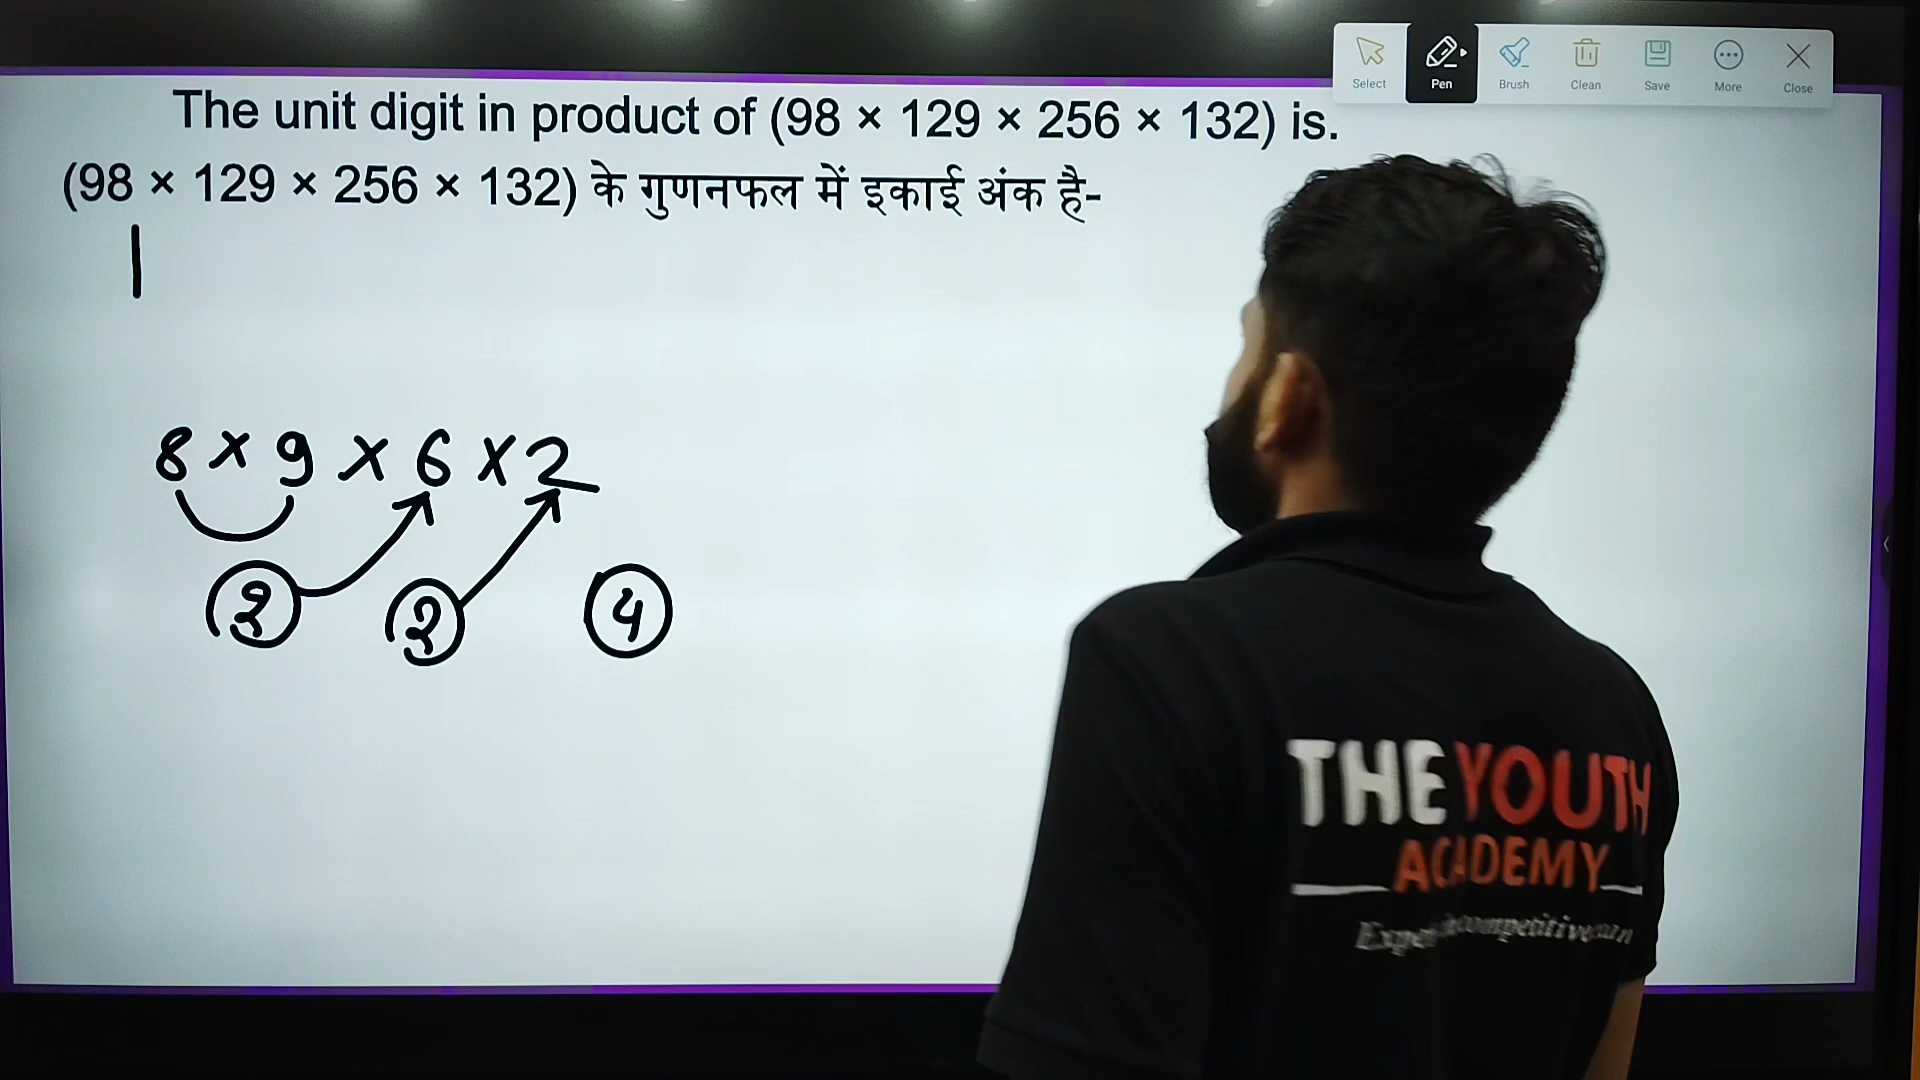 Select Pen Brush Clean Save More Close
The unit digit in product of (98 × 129 × 256 × 132) is.
(98 × 129 × 256 × 132) के गुणनफल में इकाई अंक है-
8 × 9 × 6 × 2
2 2 4
THE YOUTH
ACADEMY